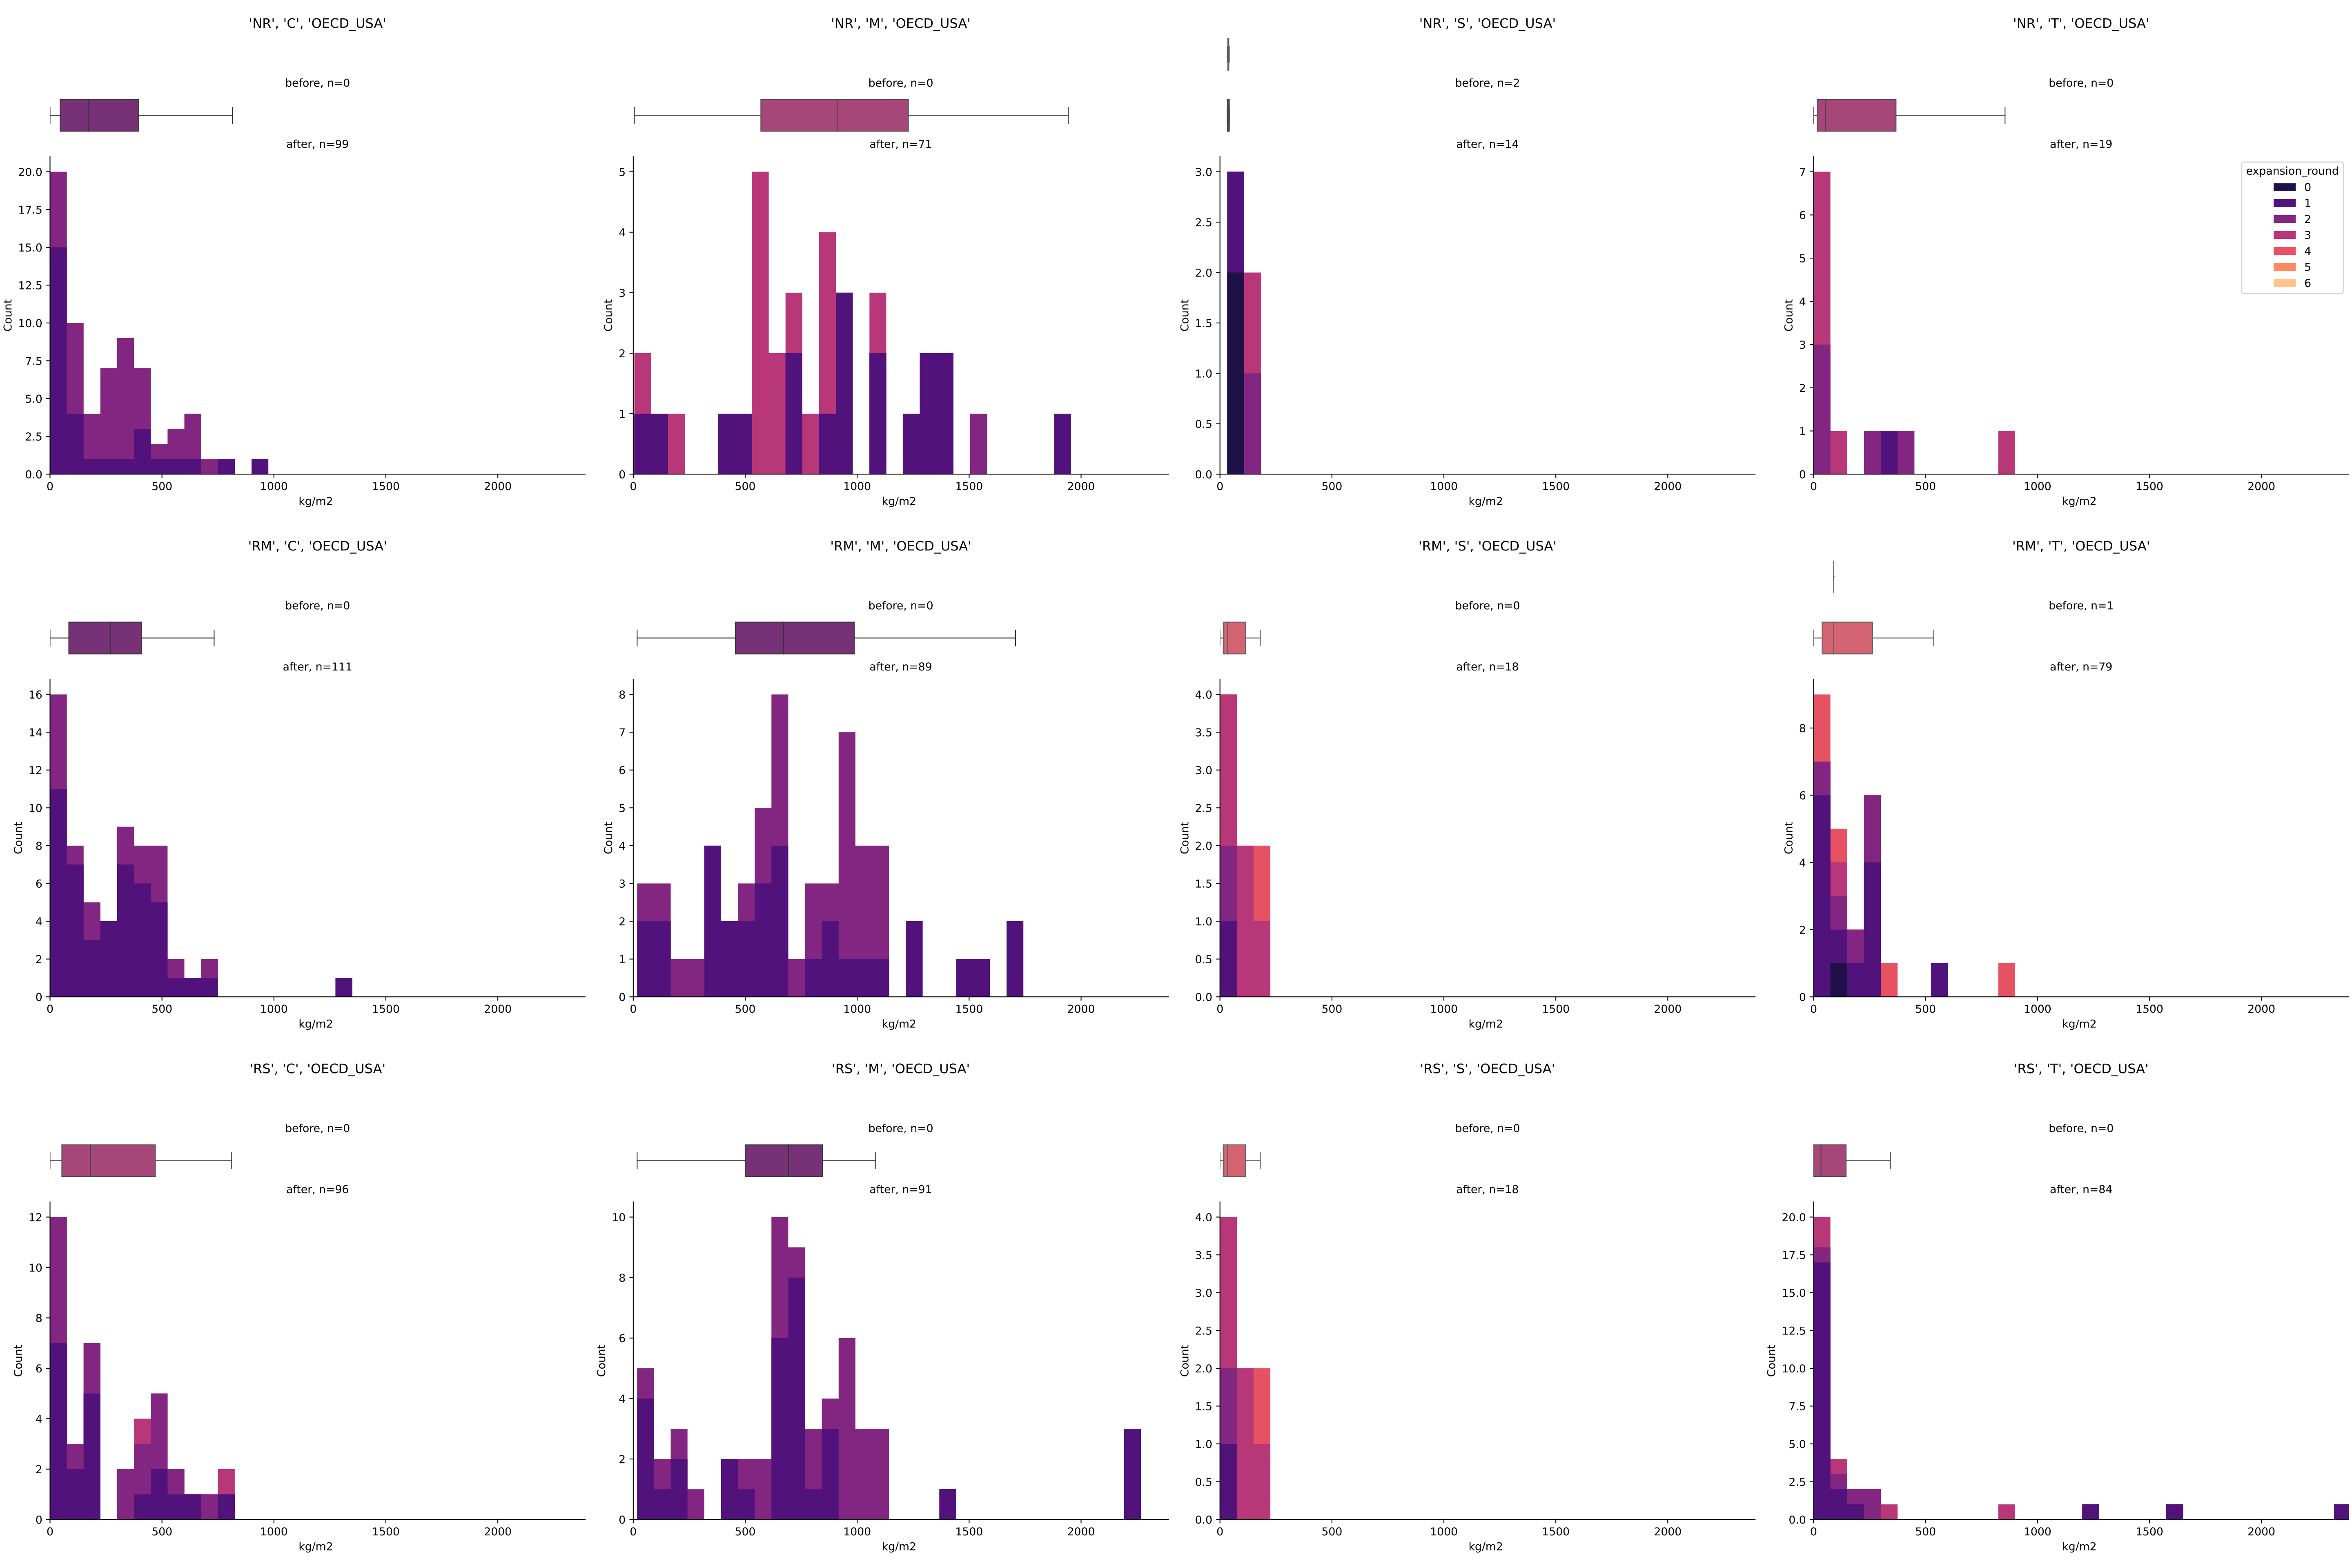 'NR', 'C', 'OECD_USA'
before, n=0
after, n=99
20.0
17.5
15.0
12.5
10.0
7.5
5.0
2.5
0.0
Count
0 500 1000 1500 2000
kg/m2
'NR', 'M', 'OECD_USA'
before, n=0
after, n=71
5
4
3
2
1
0
Count
0 500 1000 1500 2000
kg/m2
'NR', 'S', 'OECD_USA'
before, n=2
after, n=14
3.0
2.5
2.0
1.5
1.0
0.5
0.0
Count
0 500 1000 1500 2000
kg/m2
'NR', 'T', 'OECD_USA'
before, n=0
after, n=19
7
6
5
4
3
2
1
0
Count
expansion_round
0
1
2
3
4
5
6
0 500 1000 1500 2000
kg/m2
'RM', 'C', 'OECD_USA'
before, n=0
after, n=111
16
14
12
10
8
6
4
2
0
Count
0 500 1000 1500 2000
kg/m2
'RM', 'M', 'OECD_USA'
before, n=0
after, n=89
8
7
6
5
4
3
2
1
0
Count
0 500 1000 1500 2000
kg/m2
'RM', 'S', 'OECD_USA'
before, n=0
after, n=18
4.0
3.5
3.0
2.5
2.0
1.5
1.0
0.5
0.0
Count
0 500 1000 1500 2000
kg/m2
'RM', 'T', 'OECD_USA'
before, n=1
after, n=79
8
6
4
2
0
Count
0 500 1000 1500 2000
kg/m2
'RS', 'C', 'OECD_USA'
before, n=0
after, n=96
12
10
8
6
4
2
0
Count
0 500 1000 1500 2000
kg/m2
'RS', 'M', 'OECD_USA'
before, n=0
after, n=91
10
8
6
4
2
0
Count
0 500 1000 1500 2000
kg/m2
'RS', 'S', 'OECD_USA'
before, n=0
after, n=18
4.0
3.5
3.0
2.5
2.0
1.5
1.0
0.5
0.0
Count
0 500 1000 1500 2000
kg/m2
'RS', 'T', 'OECD_USA'
before, n=0
after, n=84
20.0
17.5
15.0
12.5
10.0
7.5
5.0
2.5
0.0
Count
0 500 1000 1500 2000
kg/m2